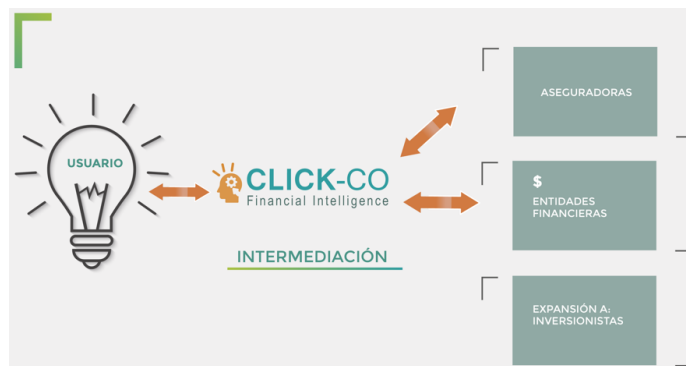 USUARIO
CLICK-CO
Financial Intelligence
INTERMEDIACIÓN
ASEGURADORAS
$
ENTIDADES
FINANCIERAS
EXPANSIÓN A:
INVERSIONISTAS